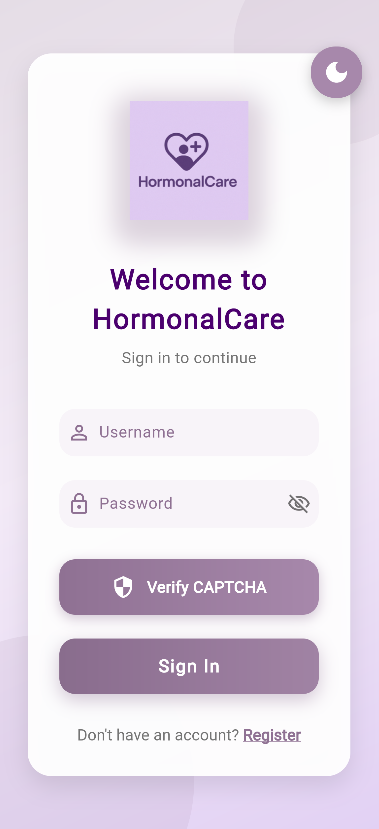 HormonalCare
Welcome to
HormonalCare
Sign in to continue
Username
Password
Verify CAPTCHA
Sign In
Don't have an account? Register